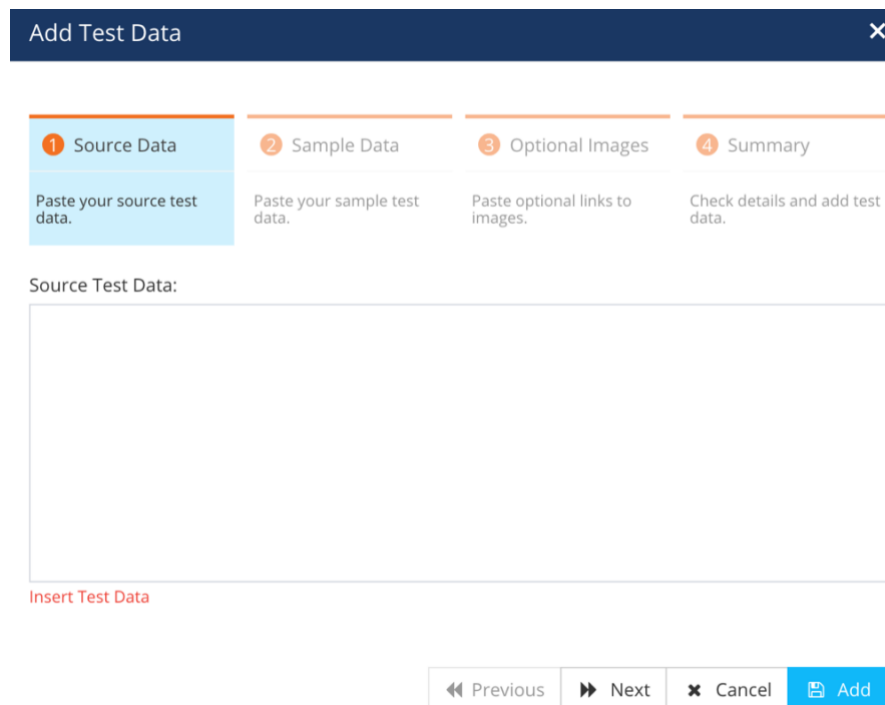 Add Test Data
1 Source Data
Paste your source test
data.
2 Sample Data
Paste your sample test
data.
3 Optional Images
Paste optional links to
images.
4 Summary
Check details and add test
data.
Source Test Data:
Insert Test Data
Previous
Next
Cancel
Add